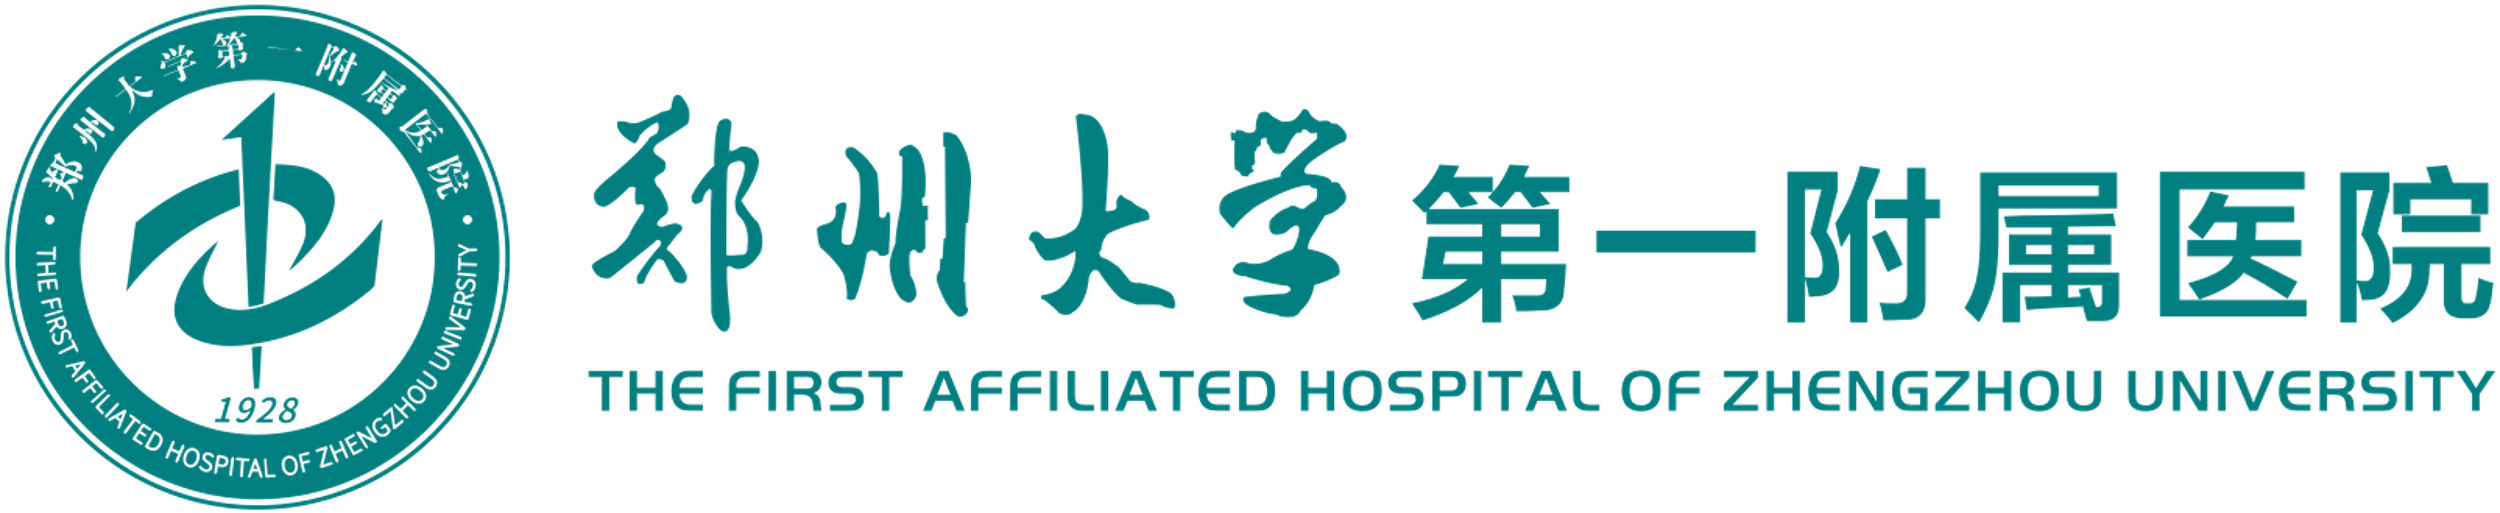 郑州大学第一附属医院
THE FIRST AFFILIATED HOSPITAL OF ZHENGZHOU UNIVERSITY
1928
郑州大学第一附属医院
THE FIRST AFFILIATED HOSPITAL OF ZHENGZHOU UNIVERSITY